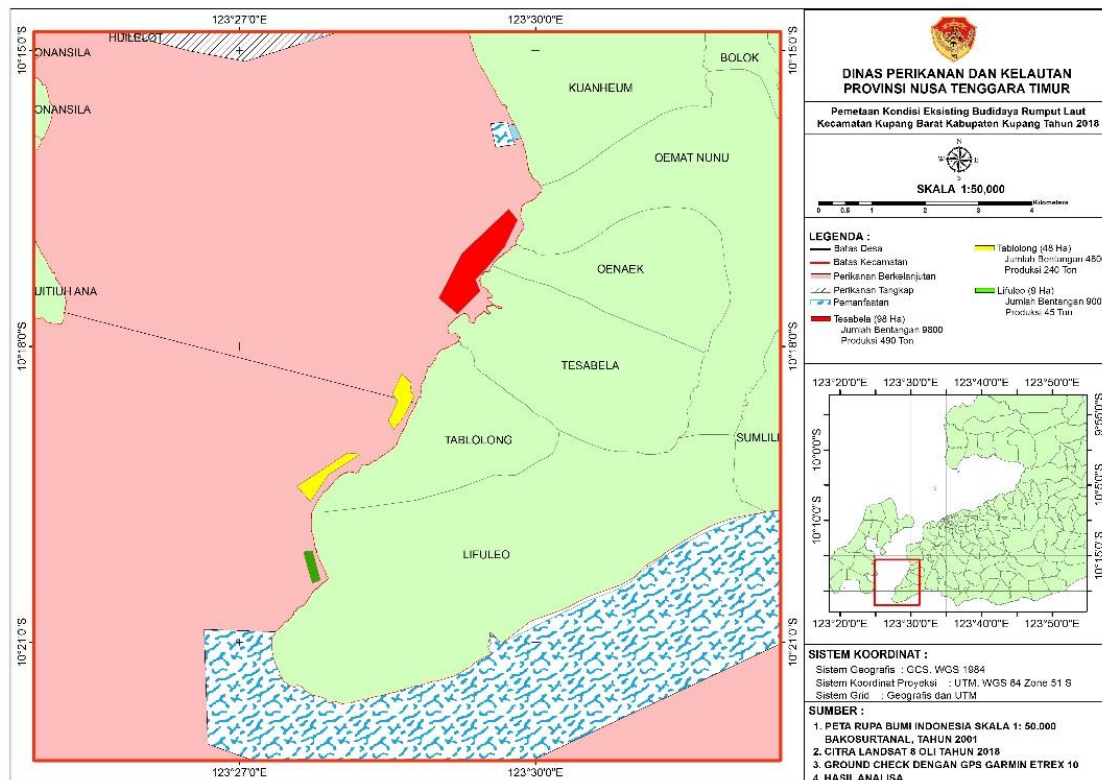 123°27'0"E
123°30'0"E
10°15'0"S
10°15'0"S
HUILELOT
ONANSILA
ONANSILA
BOLOK
KUANHEUM
OEMAT NUNU
OENAEK
UITIUH ANA
10°18'0"S
10°18'0"S
TESABELA
TABLOLONG
SUMLILI
LIFULEO
10°21'0"S
10°21'0"S
123°27'0"E
123°30'0"E
DINAS PERIKANAN DAN KELAUTAN
PROVINSI NUSA TENGGARA TIMUR
Pemetaan Kondisi Eksisting Budidaya Rumput Laut
Kecamatan Kupang Barat Kabupaten Kupang Tahun 2018
N
W
E
S
SKALA 1:50,000
Kilometers
0 0.5 1 2 3 4
LEGENDA :
Batas Desa
Batas Kecamatan
Perikanan Berkelanjutan
Perikanan Tangkap
Pemanfaatan
Tesabela (98 Ha)
Jumlah Bentangan 9800
Produksi 490 Ton
Tablolong (48 Ha)
Jumlah Bentangan 4800
Produksi 240 Ton
Lifuleo (9 Ha)
Jumlah Bentangan 900
Produksi 45 Ton
123°20'0"E 123°30'0"E 123°40'0"E 123°50'0"E
10°0'0"S
10°10'0"S
9°55'0"S
10°5'0"S
10°15'0"S
123°20'0"E 123°30'0"E 123°40'0"E 123°50'0"E
SISTEM KOORDINAT :
Sistem Geografis : GCS. WGS 1984
Sistem Koordinat Proyeksi : UTM. WGS 84 Zone 51 S
Sistem Grid : Geografis dan UTM
SUMBER :
1. PETA RUPA BUMI INDONESIA SKALA 1: 50.000
BAKOSURTANAL, TAHUN 2001
2. CITRA LANDSAT 8 OLI TAHUN 2018
3. GROUND CHECK DENGAN GPS GARMIN ETREX 10
4. HASIL ANALISA